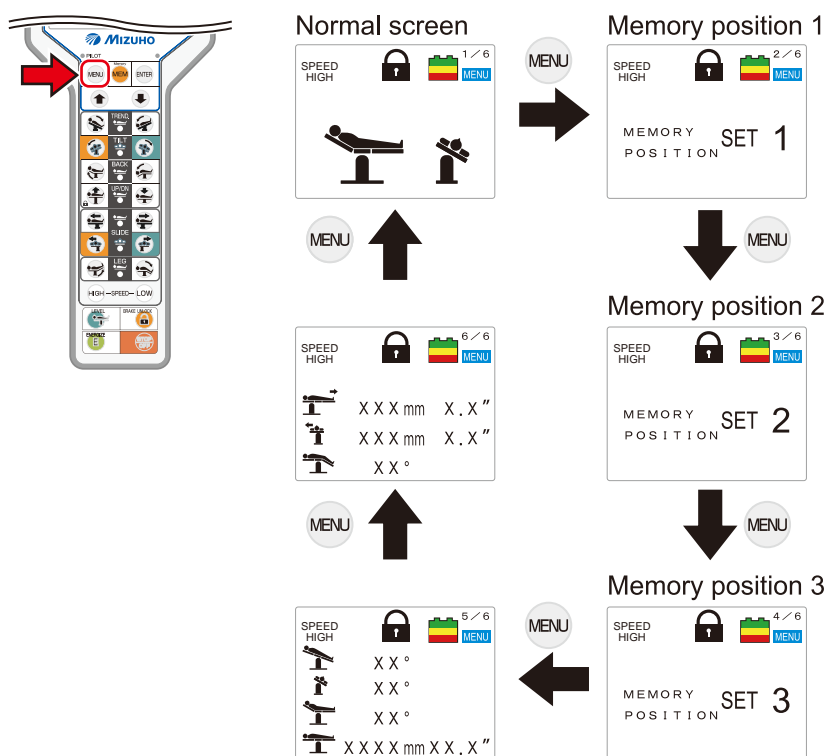 MIZUHO
PILOT
Memory
MENU MEM ENTER
TREND.
TILT
BACK
UP/DN
SLIDE
LEG
HIGH –SPEED– LOW
LEVEL BRAKE UNLOCK
ENERGIZE
E
Normal screen
SPEED
HIGH
1/6
MENU
MENU
Memory position 1
SPEED
HIGH
2/6
MENU
MEMORY
POSITION SET 1
MENU
Memory position 2
SPEED
HIGH
3/6
MENU
MEMORY
POSITION SET 2
MENU
Memory position 3
SPEED
HIGH
4/6
MENU
MEMORY
POSITION SET 3
MENU
SPEED
HIGH
5/6
MENU
XX°
XX°
XX°
XXXXmmXX.X"
MENU
SPEED
HIGH
6/6
MENU
XXXmm X.X"
XXXmm X.X"
XX°
MENU